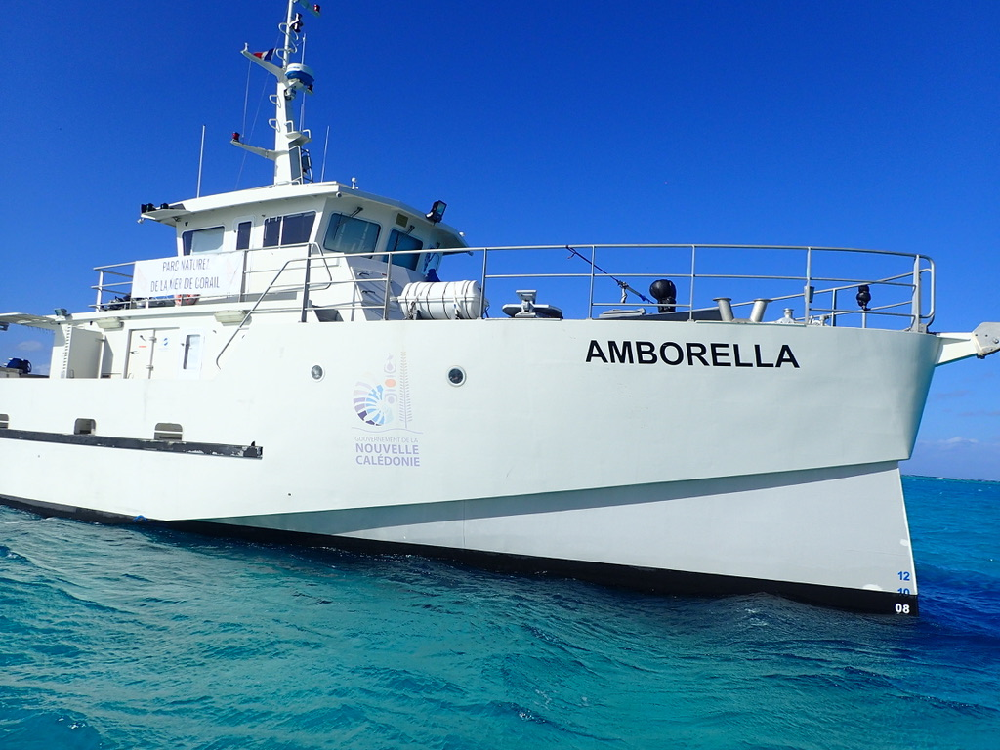 PARC NATUREL
DE LA MER DE CORAIL
AMBORELLA
GOUVERNEMENT DE LA
NOUVELLE
CALÉDONIE
12
10
08